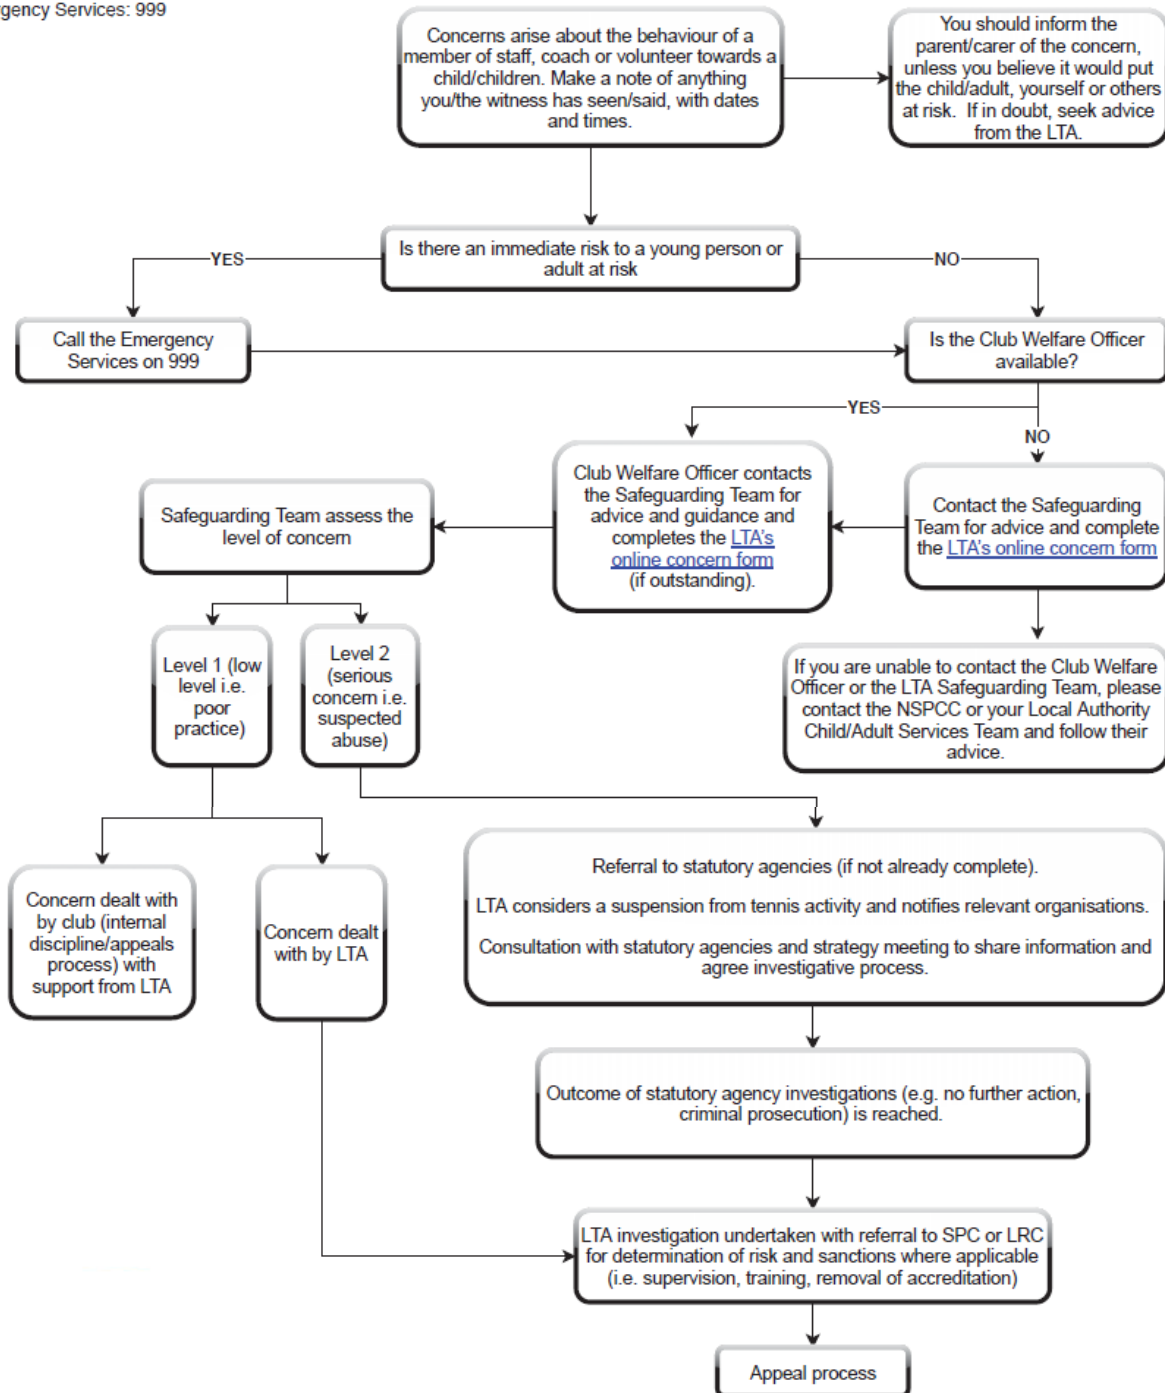 rgency Services: 999
Concerns arise about the behaviour of a
member of staff, coach or volunteer towards a
child/children. Make a note of anything
you/the witness has seen/said, with dates
and times.
You should inform the
parent/carer of the concern,
unless you believe it would put
the child/adult, yourself or others
at risk. If in doubt, seek advice
from the LTA.
Is there an immediate risk to a young person or
adult at risk
YES
NO
Call the Emergency
Services on 999
Is the Club Welfare Officer
available?
YES
NO
Club Welfare Officer contacts
the Safeguarding Team for
advice and guidance and
completes the LTA's
online concern form
(if outstanding).
Contact the Safeguarding
Team for advice and complete
the LTA's online concern form
Safeguarding Team assess the
level of concern
Level 1 (low
level i.e.
poor
practice)
Level 2
(serious
concern i.e.
suspected
abuse)
If you are unable to contact the Club Welfare
Officer or the LTA Safeguarding Team, please
contact the NSPCC or your Local Authority
Child/Adult Services Team and follow their
advice.
Concern dealt with
by club (internal
discipline/appeals
process) with
support from LTA
Concern dealt
with by LTA
Referral to statutory agencies (if not already complete).
LTA considers a suspension from tennis activity and notifies relevant organisations.
Consultation with statutory agencies and strategy meeting to share information and
agree investigative process.
Outcome of statutory agency investigations (e.g. no further action,
criminal prosecution) is reached.
LTA investigation undertaken with referral to SPC or LRC
for determination of risk and sanctions where applicable
(i.e. supervision, training, removal of accreditation)
Appeal process